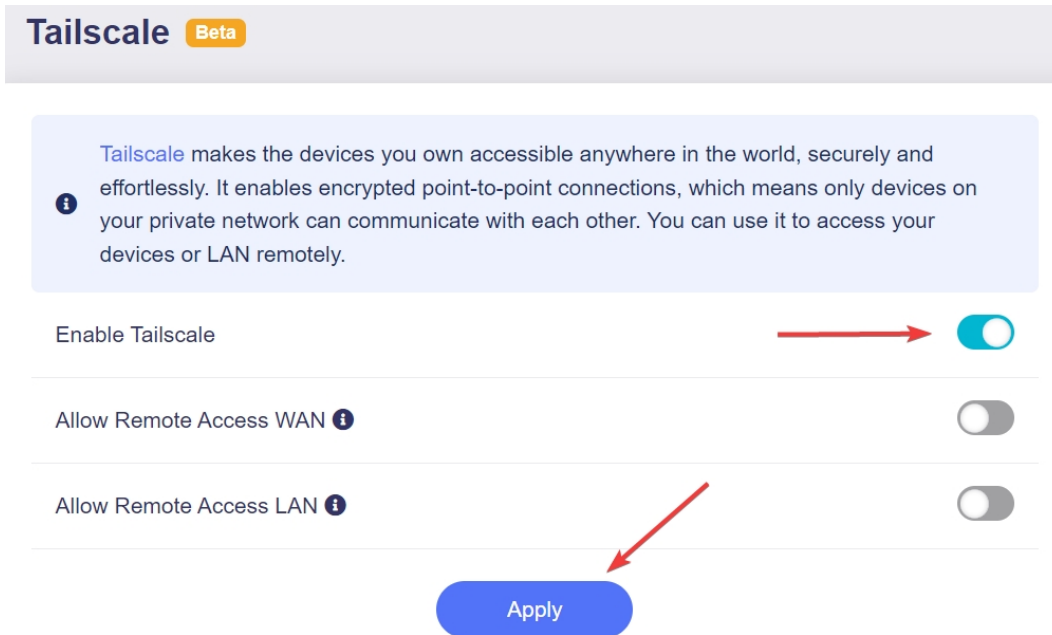 Tailscale Beta
Tailscale makes the devices you own accessible anywhere in the world, securely and
effortlessly. It enables encrypted point-to-point connections, which means only devices on
your private network can communicate with each other. You can use it to access your
devices or LAN remotely.
Enable Tailscale
Allow Remote Access WAN
Allow Remote Access LAN
Apply